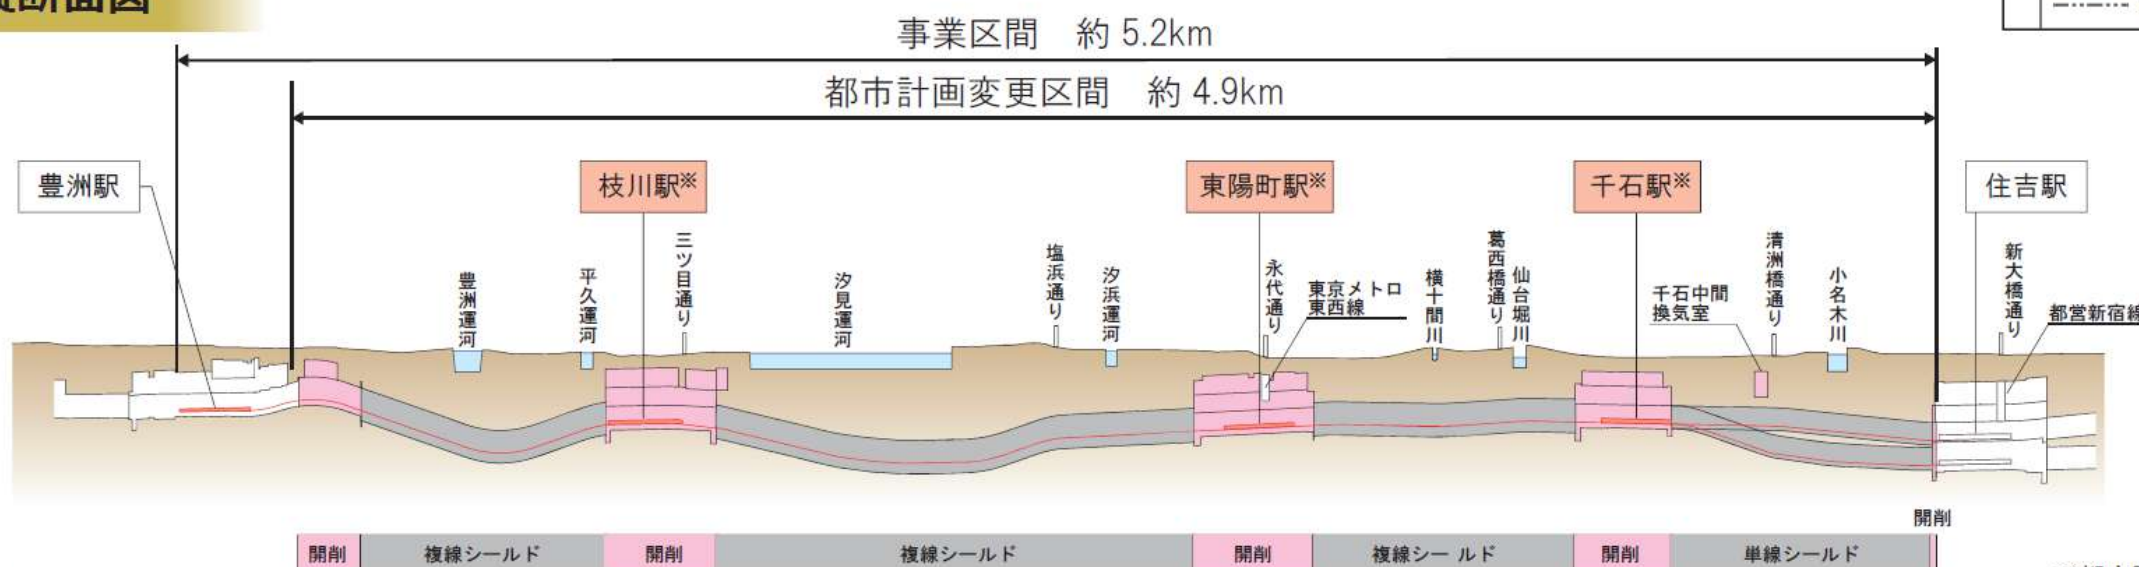 縦断面図
事業区間 約 5.2km
都市計画変更区間 約 4.9km
豊洲駅
枝川駅※
東陽町駅※
千石駅※
住吉駅
豊洲運河
平久運河
三ツ目通り
汐見運河
塩浜通り
汐浜運河
永代通り
東京メトロ
東西線
横十間川
葛西橋通り
仙台堀川
千石中間
換気室
清洲橋通り
小名木川
新大橋通り
都営新宿線
開削
開削
複線シールド
開削
複線シールド
開削
複線シールド
開削
単線シールド